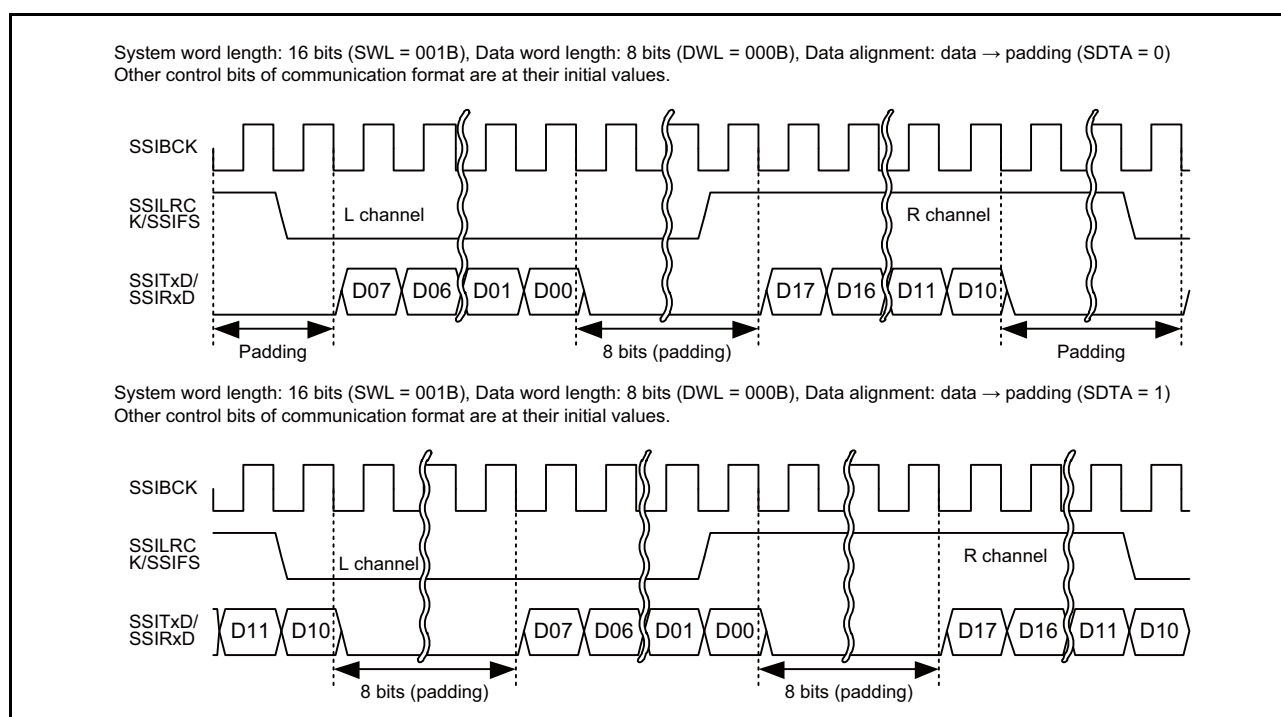 System word length: 16 bits (SWL = 001B), Data word length: 8 bits (DWL = 000B), Data alignment: data → padding (SDTA = 0)
Other control bits of communication format are at their initial values.
SSIBCK
SSILRC
K/SSIFS
L channel
R channel
SSITxD/
SSIRxD
D07 D06 D01 D00 D17 D16 D11 D10
Padding 8 bits (padding) Padding
System word length: 16 bits (SWL = 001B), Data word length: 8 bits (DWL = 000B), Data alignment: data → padding (SDTA = 1)
Other control bits of communication format are at their initial values.
SSIBCK
SSILRC
K/SSIFS
L channel
R channel
SSITxD/
SSIRxD
D11 D10 D07 D06 D01 D00 D17 D16 D11 D10
8 bits (padding) 8 bits (padding)